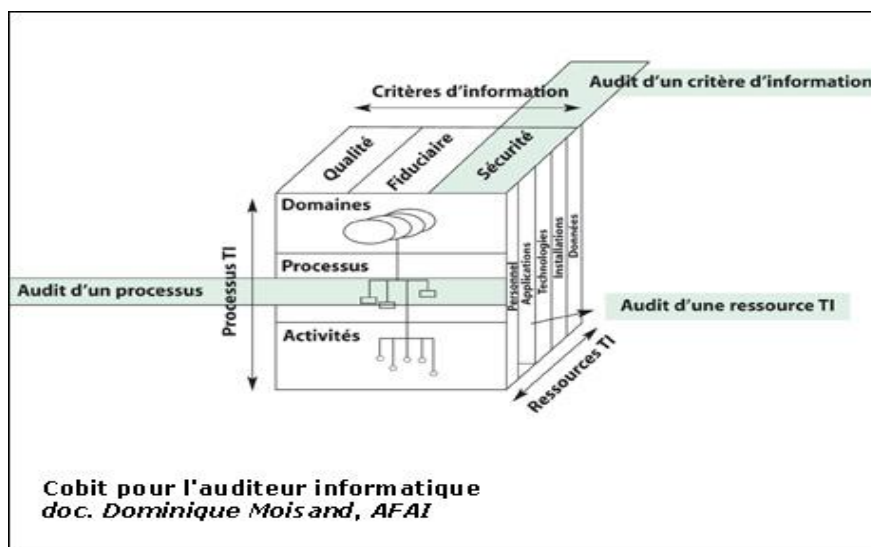 Critères d'information
Audit d'un critère d'information
Qualité
Fiduciaire
Sécurité
Domaines
Processus
Activités
Processus TI
Audit d'un processus
Personnel
Applications
Technologies
Installations
Données
Audit d'une ressource TI
Ressources TI
Cobit pour l'auditeur informatique
doc. Dominique Moisand, AFAI